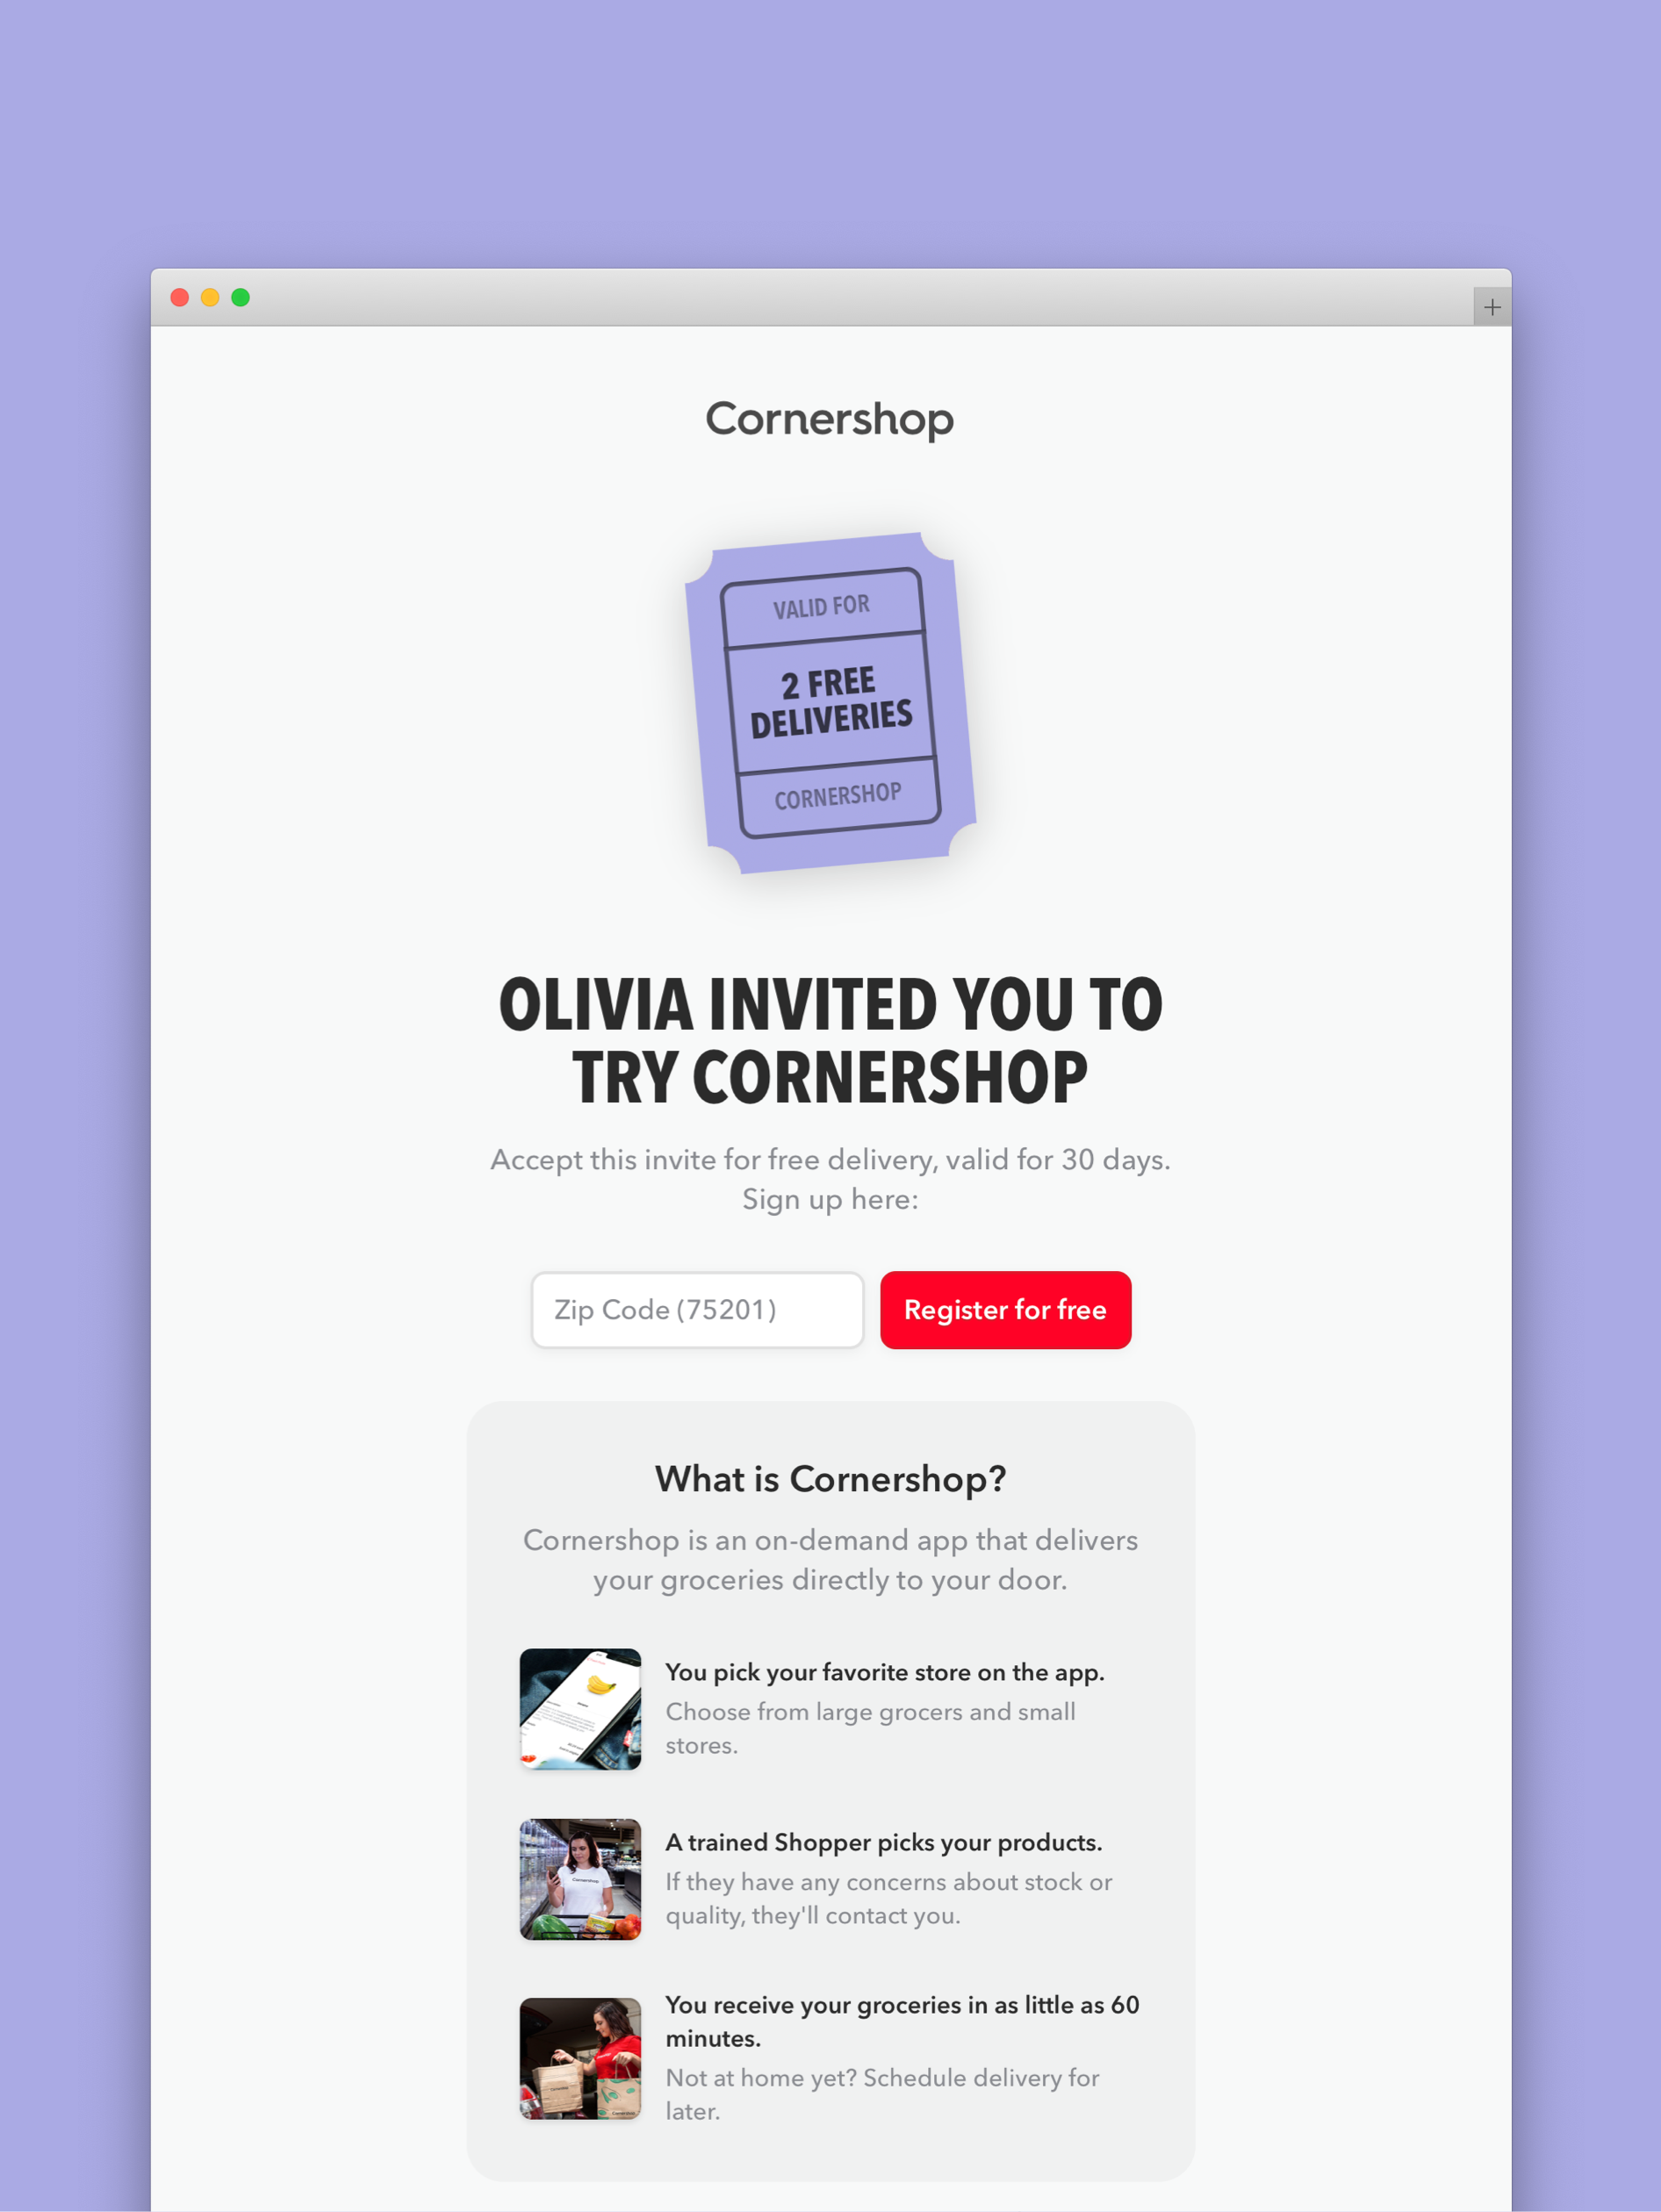 Cornershop
VALID FOR
2 FREE
DELIVERIES
CORNERSHOP
OLIVIA INVITED YOU TO
TRY CORNERSHOP
Accept this invite for free delivery, valid for 30 days.
Sign up here:
Zip Code (75201)
Register for free
What is Cornershop?
Cornershop is an on-demand app that delivers
your groceries directly to your door.
You pick your favorite store on the app.
Choose from large grocers and small
stores.
A trained Shopper picks your products.
If they have any concerns about stock or
quality, they'll contact you.
Cornershop
You receive your groceries in as little as 60
minutes.
Not at home yet? Schedule delivery for
later.